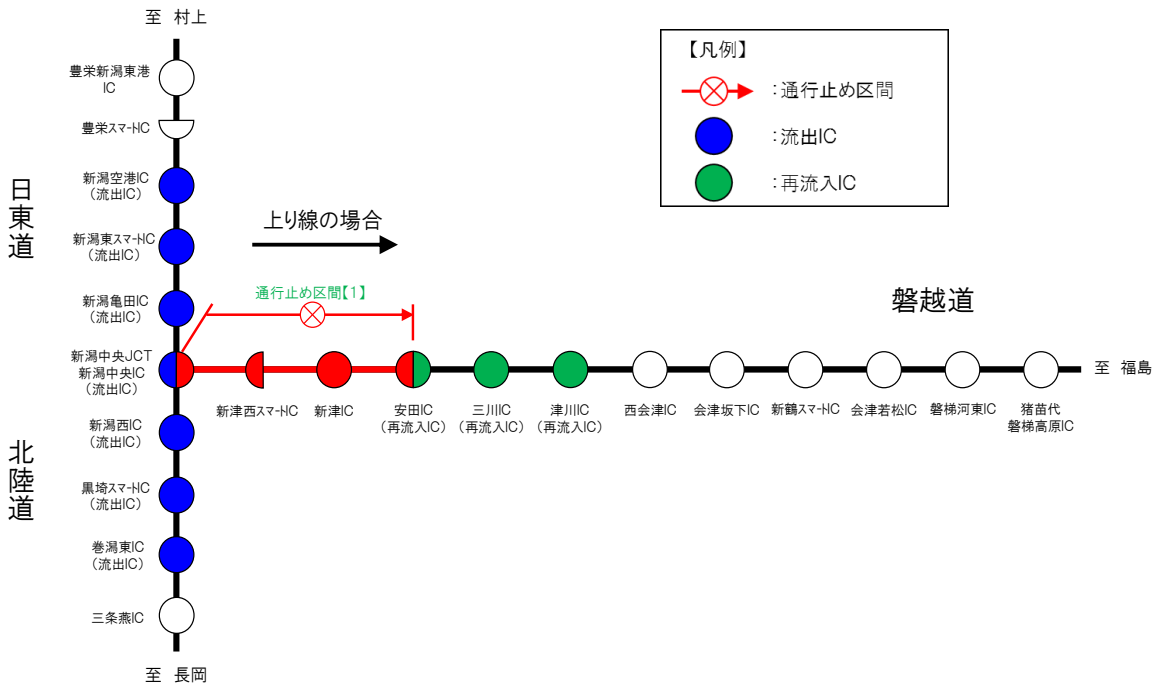 至 村上
豊栄新潟東港
IC
豊栄スマートIC
新潟空港IC
(流出IC)
新潟東スマートIC
(流出IC)
新潟亀田IC
(流出IC)
新潟中央JCT
新潟中央IC
(流出IC)
新潟西IC
(流出IC)
黒埼スマートIC
(流出IC)
巻潟東IC
(流出IC)
三条燕IC
至 長岡
日東道
北陸道
上り線の場合
通行止め区間【1】
【凡例】
:通行止め区間
:流出IC
:再流入IC
磐越道
至 福島
新津西スマートIC
新津IC
安田IC
(再流入IC)
三川IC
(再流入IC)
津川IC
(再流入IC)
西会津IC
会津坂下IC
新鶴スマートIC
会津若松IC
磐梯河東IC
猪苗代
磐梯高原IC